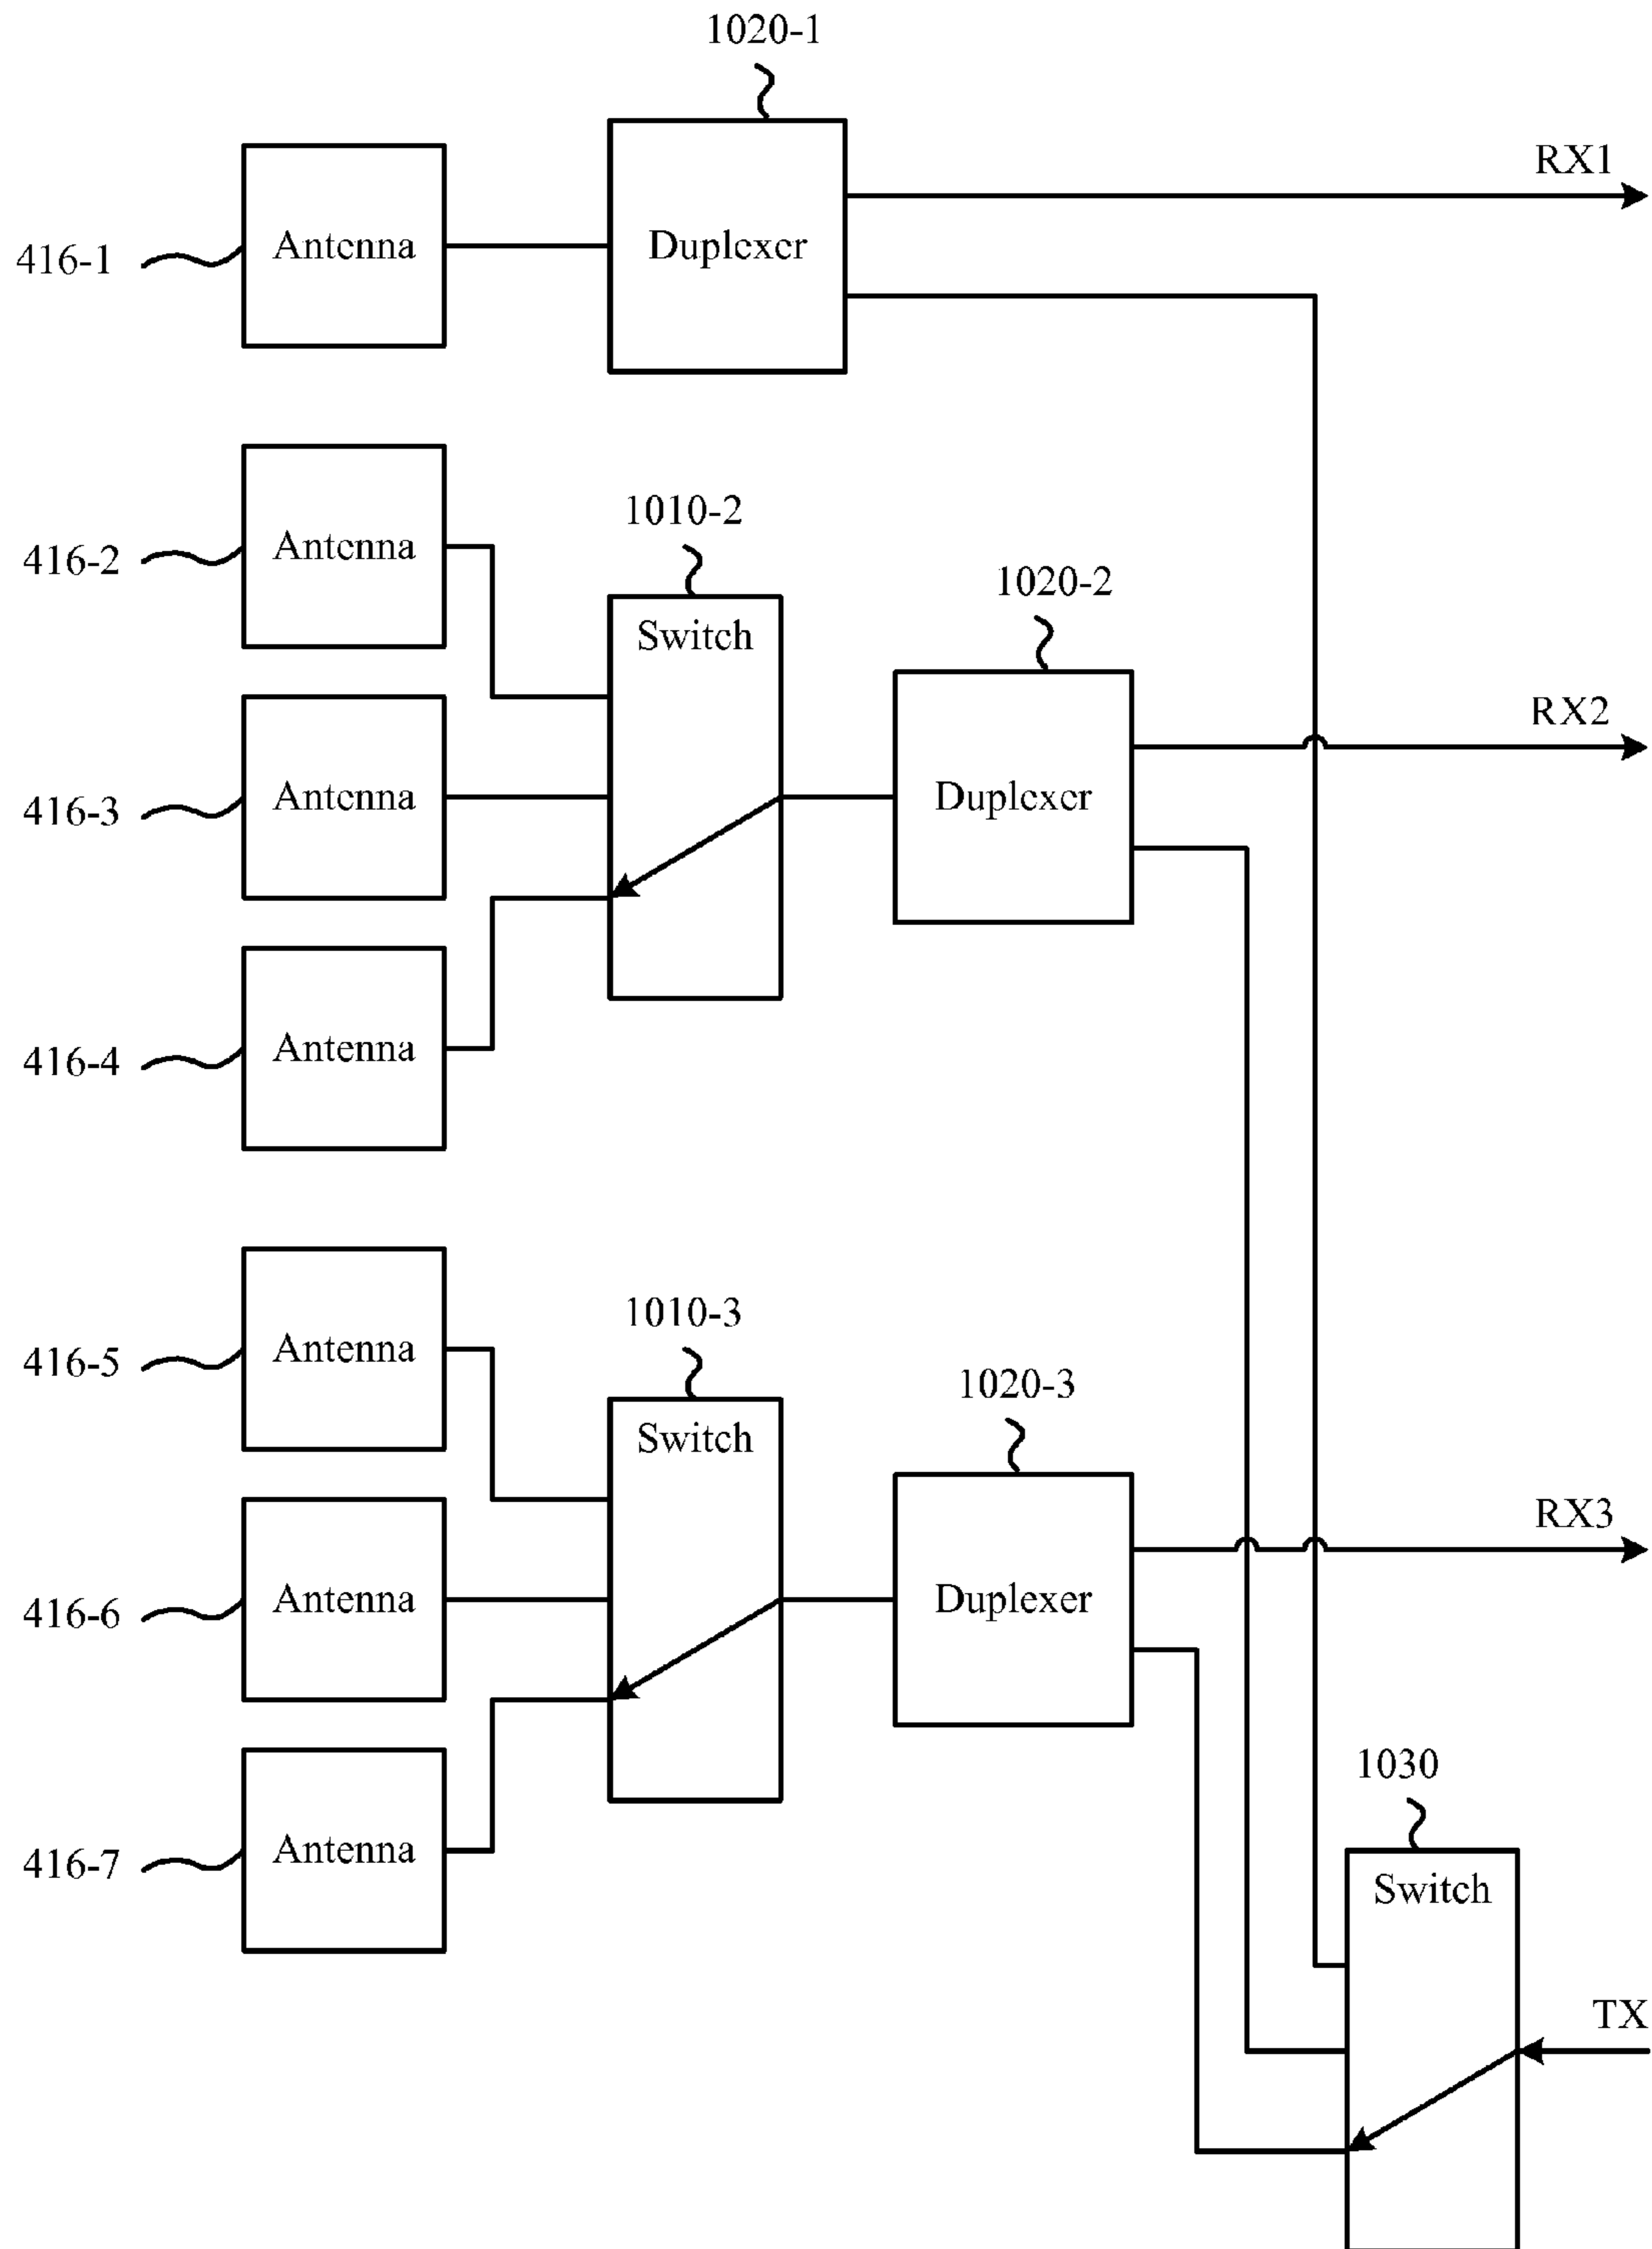 1020-1
RX1
416-1
Antenna
Duplexer
416-2
Antenna
1010-2
Switch
1020-2
RX2
416-3
Antenna
Duplexer
416-4
Antenna
416-5
Antenna
1010-3
Switch
1020-3
RX3
416-6
Antenna
Duplexer
416-7
Antenna
1030
Switch
TX